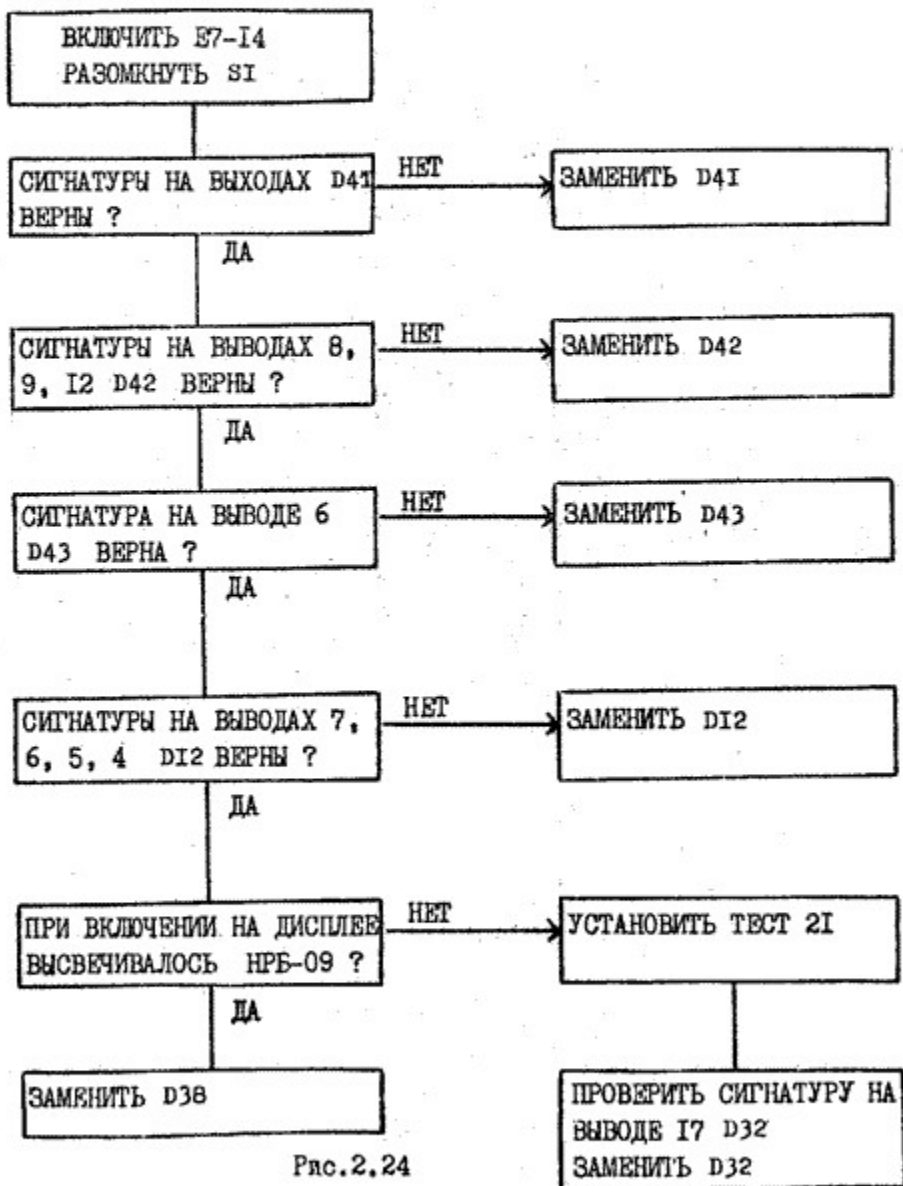 ВКЛЮЧИТЬ Е7-I4
РАЗОМКНУТЬ SI
СИГНАТУРЫ НА ВЫХОДАХ D4I
ВЕРНЫ ?
НЕТ
ЗАМЕНИТЬ D4I
ДА
СИГНАТУРЫ НА ВЫВОДАХ 8,
9, I2 D42 ВЕРНЫ ?
НЕТ
ЗАМЕНИТЬ D42
ДА
СИГНАТУРА НА ВЫВОДЕ 6
D43 ВЕРНА ?
НЕТ
ЗАМЕНИТЬ D43
ДА
СИГНАТУРЫ НА ВЫВОДАХ 7,
6, 5, 4 DI2 ВЕРНЫ ?
НЕТ
ЗАМЕНИТЬ DI2
ДА
ПРИ ВКЛЮЧЕНИИ НА ДИСПЛЕЕ
ВЫСВЕЧИВАЛОСЬ НРБ-09 ?
НЕТ
УСТАНОВИТЬ ТЕСТ 2I
ДА
ЗАМЕНИТЬ D38
ПРОВЕРИТЬ СИГНАТУРУ НА
ВЫВОДЕ I7 D32
ЗАМЕНИТЬ D32
Рис.2.24